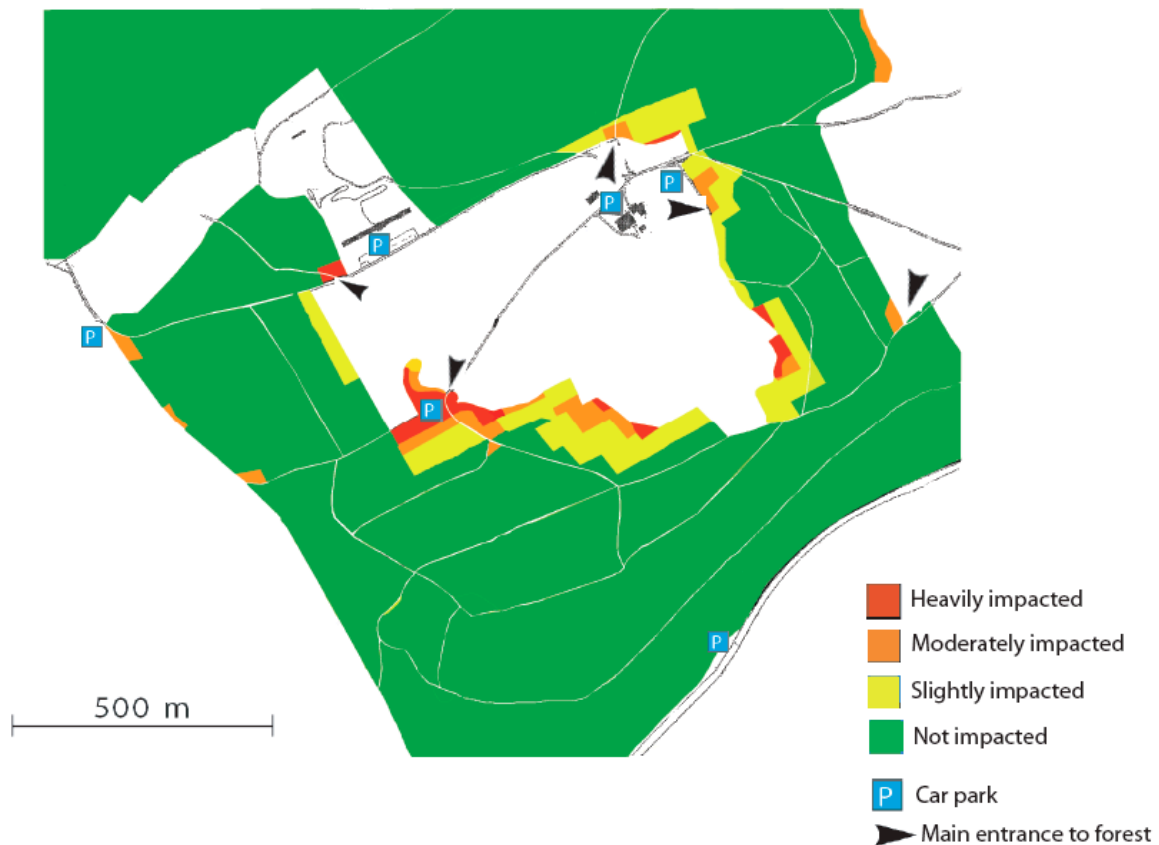 P
P
P
P
P
P
500 m
Heavily impacted
Moderately impacted
Slightly impacted
Not impacted
P Car park
Main entrance to forest